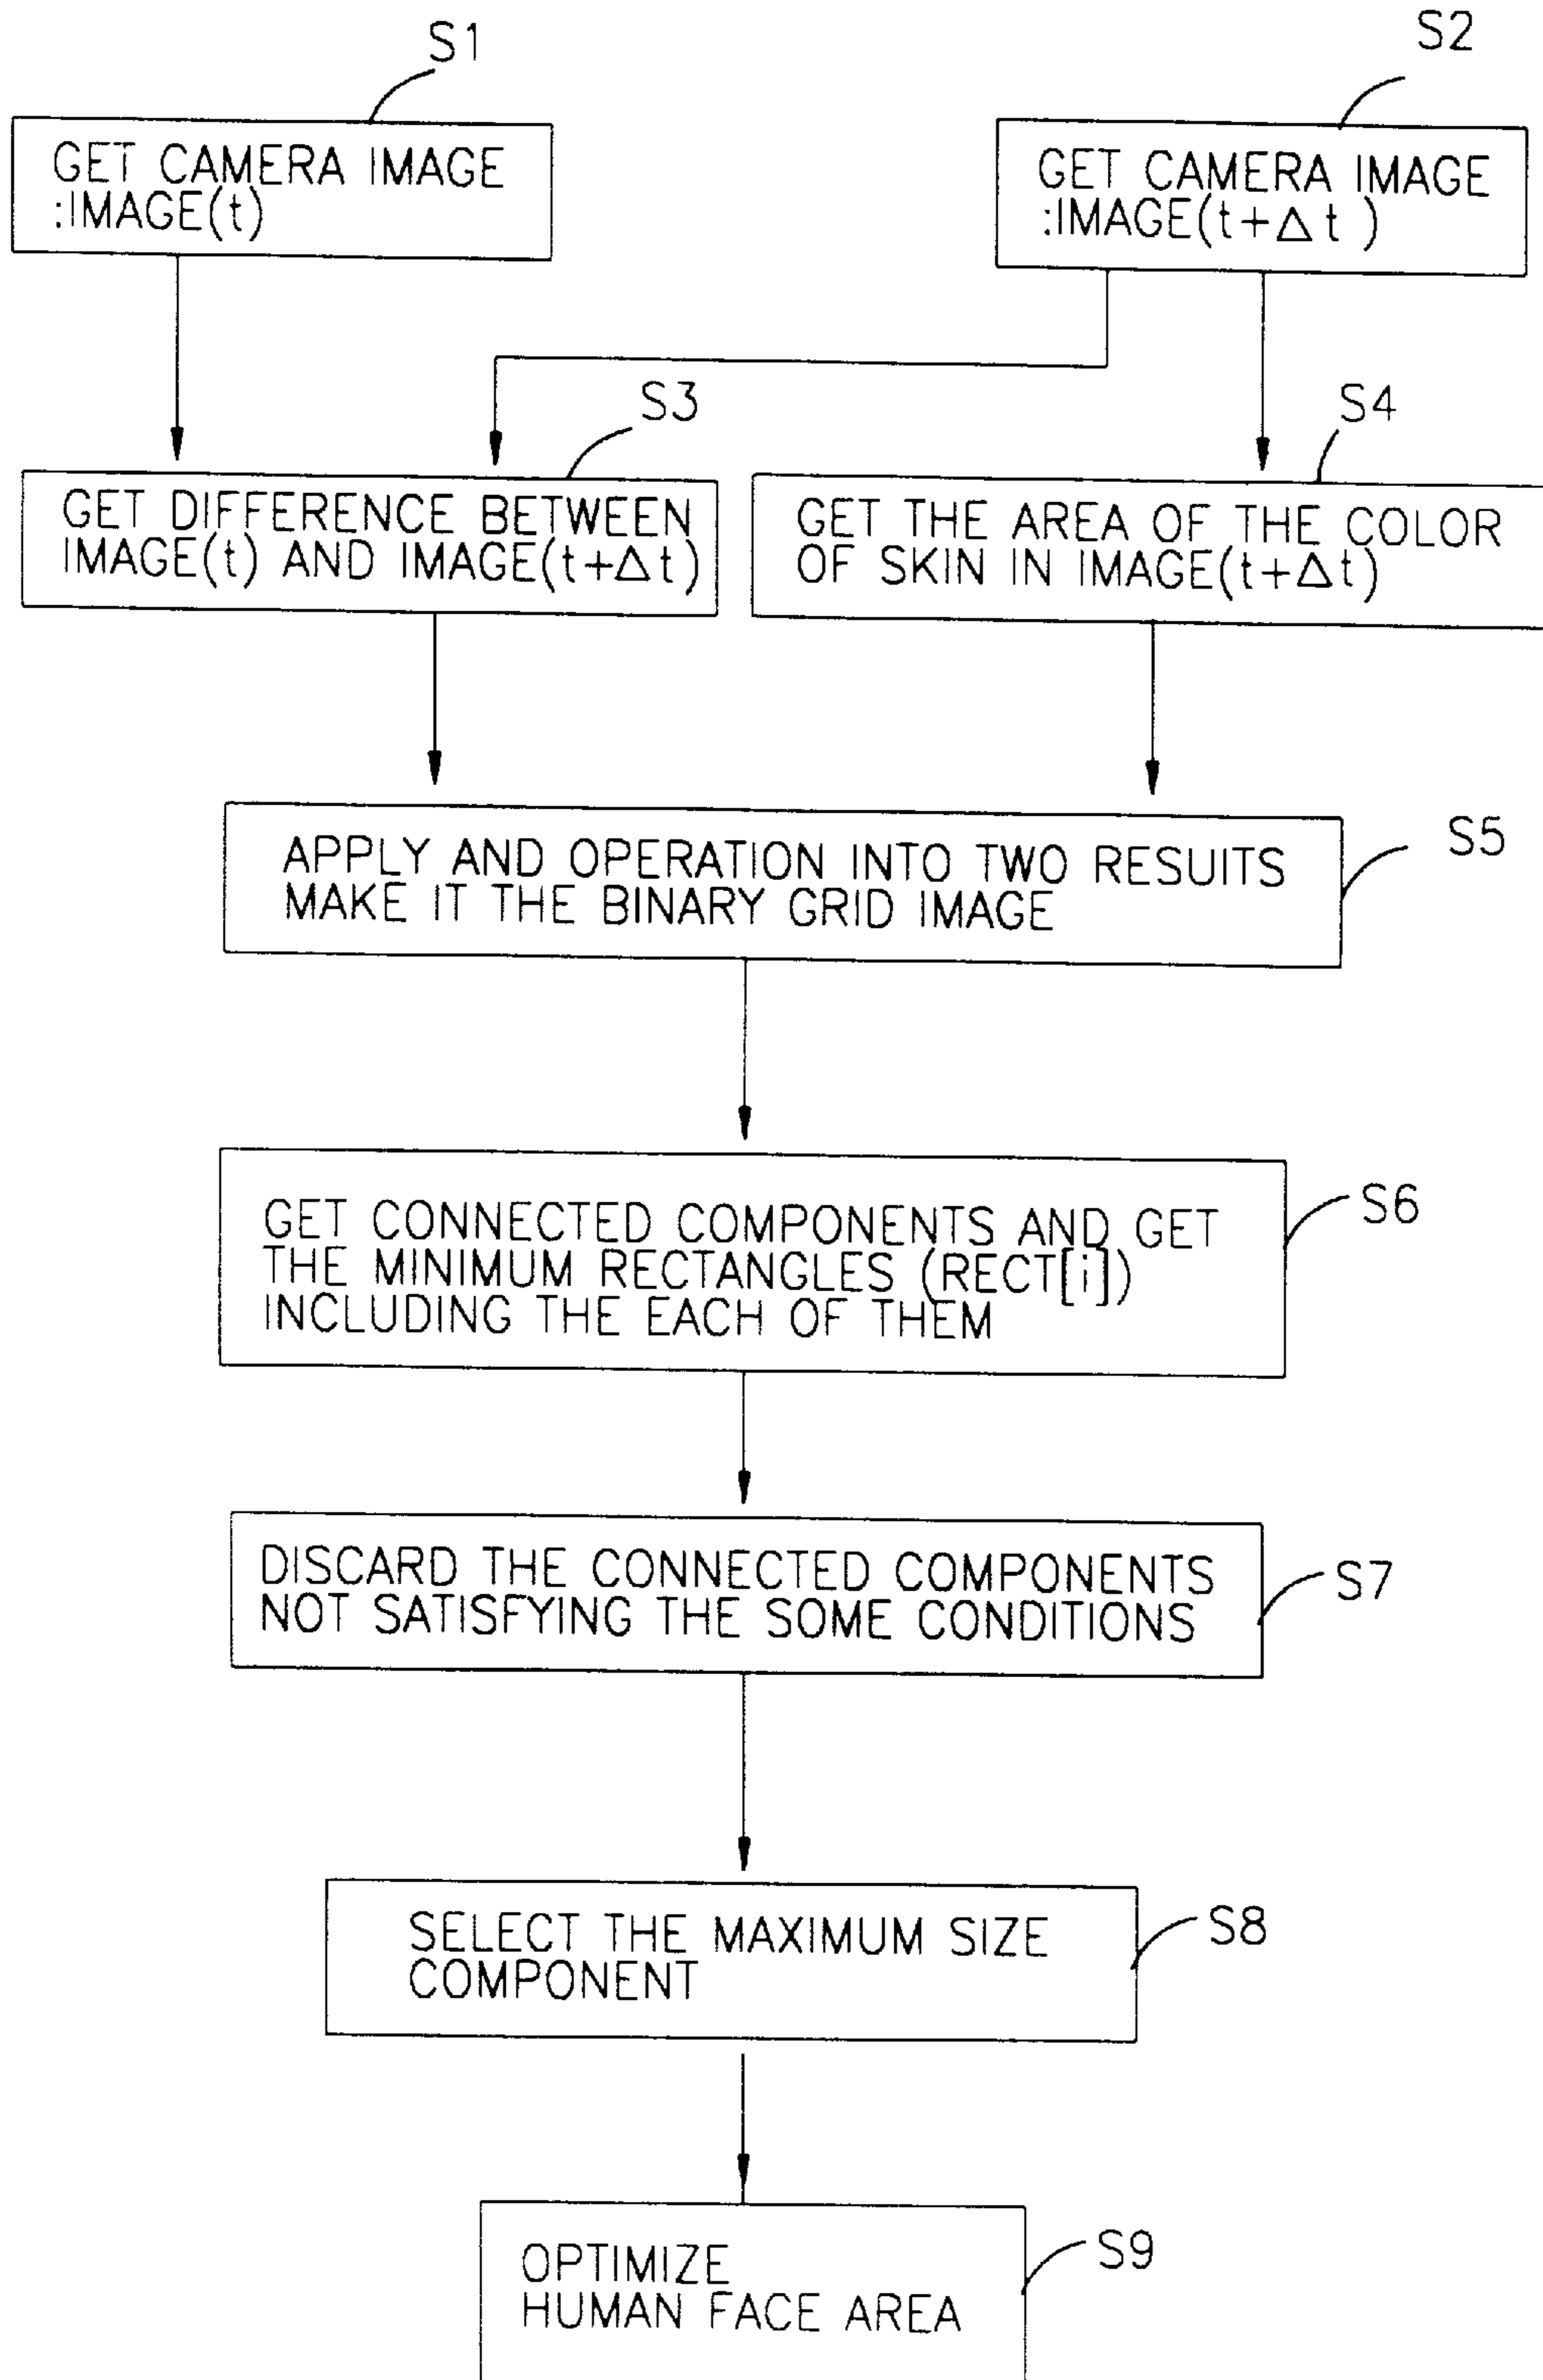 S1
S2
GET CAMERA IMAGE
:IMAGE(t)
GET CAMERA IMAGE
:IMAGE(t+Δt )
S3
S4
GET DIFFERENCE BETWEEN
IMAGE(t) AND IMAGE(t+Δt)
GET THE AREA OF THE COLOR
OF SKIN IN IMAGE(t+Δt)
APPLY AND OPERATION INTO TWO RESUITS
MAKE IT THE BINARY GRID IMAGE
S5
GET CONNECTED COMPONENTS AND GET
THE MINIMUM RECTANGLES (RECT[i])
INCLUDING THE EACH OF THEM
S6
DISCARD THE CONNECTED COMPONENTS
NOT SATISFYING THE SOME CONDITIONS
S7
SELECT THE MAXIMUM SIZE
COMPONENT
S8
OPTIMIZE
HUMAN FACE AREA
S9